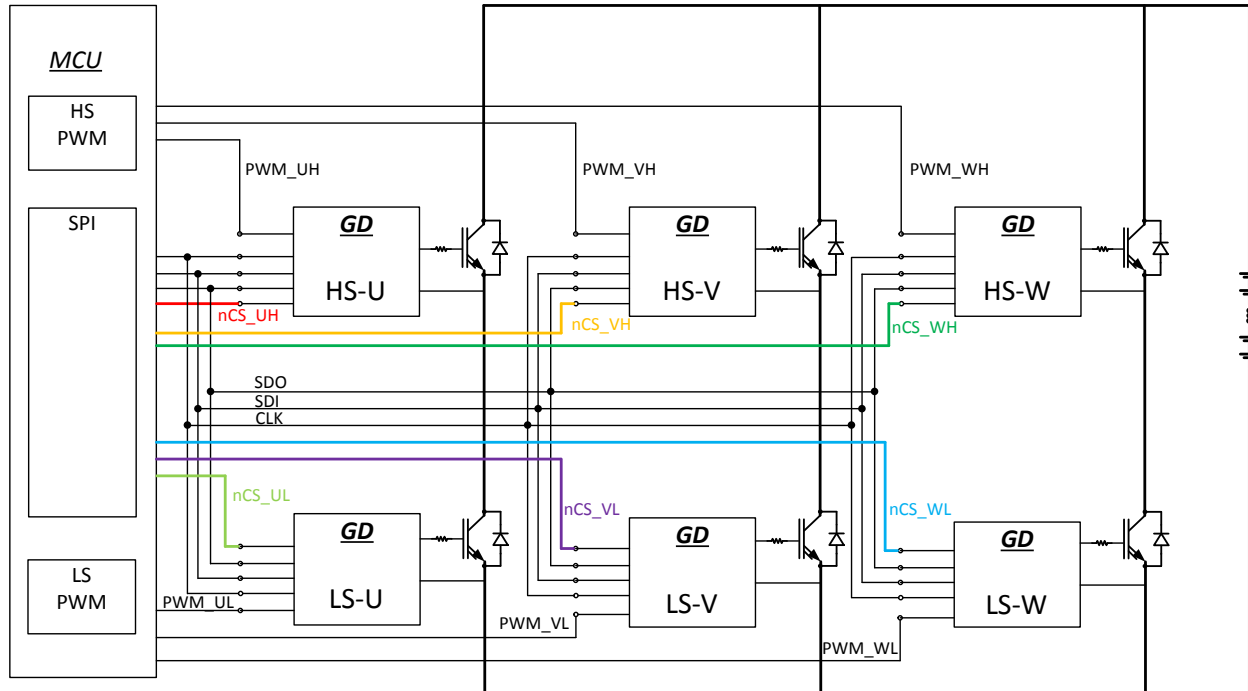 MCU
HS
PWM
PWM_UH
PWM_VH
PWM_WH
SPI
GD
HS-U
GD
HS-V
GD
HS-W
nCS_UH
nCS_VH
nCS_WH
SDO
SDI
CLK
nCS_UL
nCS_VL
nCS_WL
GD
LS-U
GD
LS-V
GD
LS-W
LS
PWM
PWM_UL
PWM_VL
PWM_WL